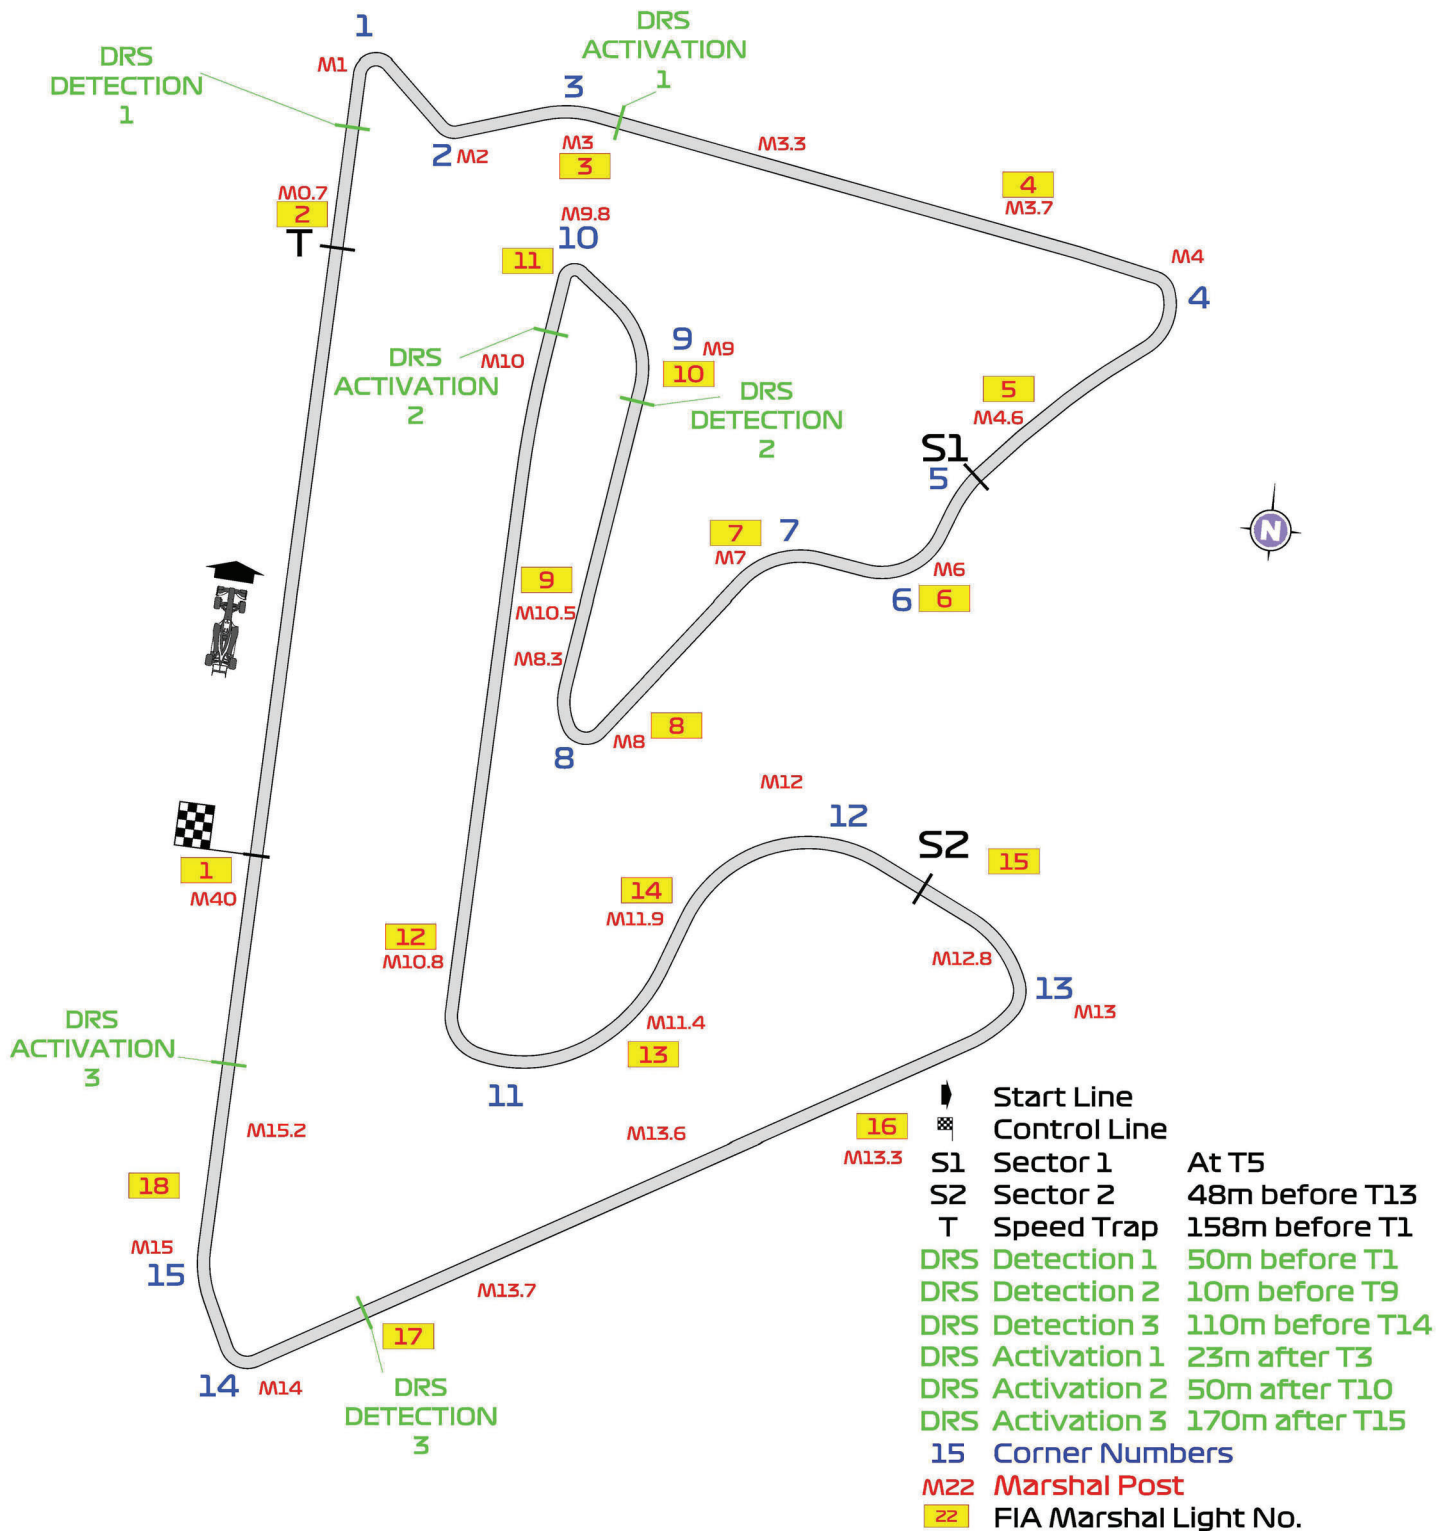 1
DRS
ACTIVATION
1
DRS
DETECTION
1
M1
3
2
M2
M3
3
M3.3
4
M3.7
M0.7
2
T
M9.8
10
11
M4
4
9
M9
10
DRS
ACTIVATION
2
M10
DRS
DETECTION
2
5
M4.6
S1
5
7
7
M7
N
M6
6
6
9
M10.5
M8.3
8
M8
8
M12
12
S2
15
1
M40
14
M11.9
12
M10.8
M12.8
13
M13
M11.4
13
DRS
ACTIVATION
3
11
M15.2
M13.6
16
M13.3
18
M15
15
M13.7
17
14
M14
DRS
DETECTION
3
Start Line
Control Line
S1 Sector 1 At T5
S2 Sector 2 48m before T13
T Speed Trap 158m before T1
DRS Detection 1 50m before T1
DRS Detection 2 10m before T9
DRS Detection 3 110m before T14
DRS Activation 1 23m after T3
DRS Activation 2 50m after T10
DRS Activation 3 170m after T15
15 Corner Numbers
M22 Marshal Post
22 FIA Marshal Light No.